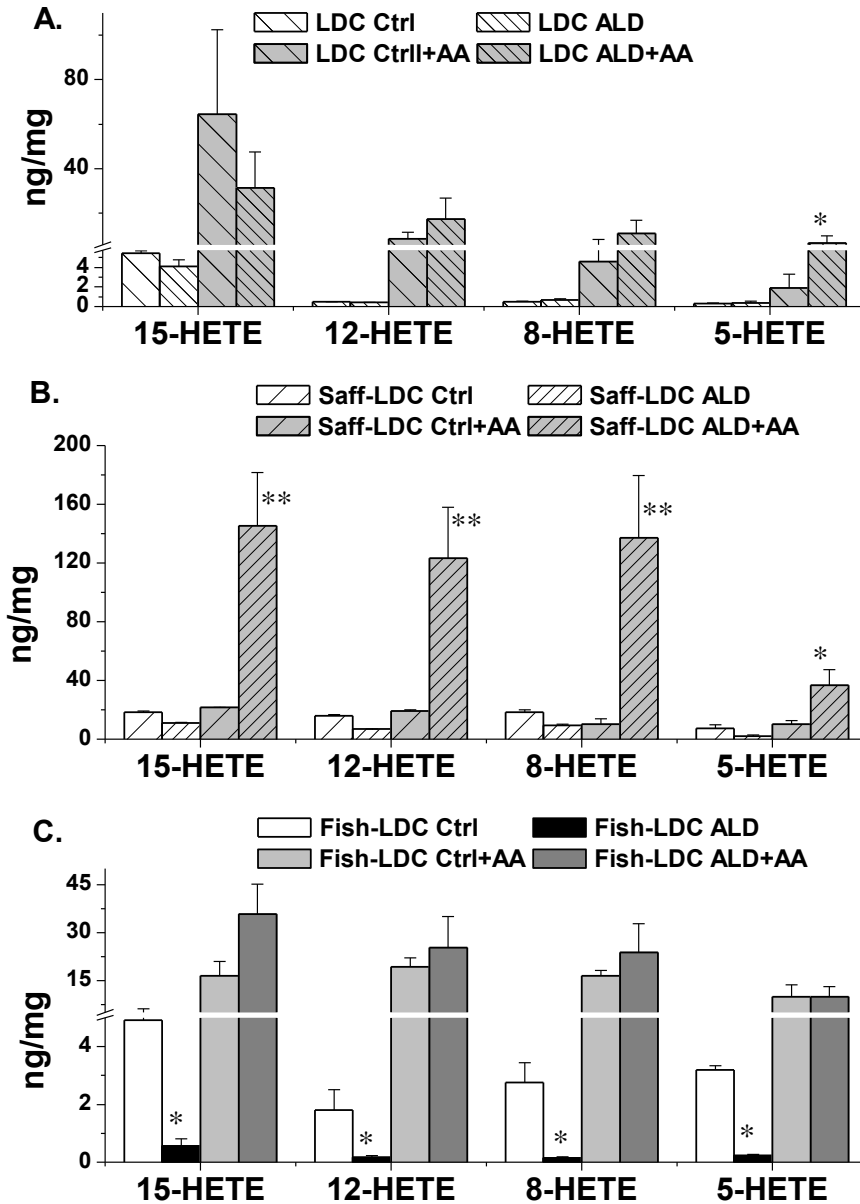 A.
LDC Ctrl LDC ALD
LDC Ctrll+AA LDC ALD+AA
ng/mg
80
40
4
2
0
15-HETE 12-HETE 8-HETE 5-HETE
*
B.
Saff-LDC Ctrl Saff-LDC ALD
Saff-LDC Ctrl+AA Saff-LDC ALD+AA
ng/mg
200
160
120
80
40
0
** ** ** *
15-HETE 12-HETE 8-HETE 5-HETE
C.
Fish-LDC Ctrl Fish-LDC ALD
Fish-LDC Ctrl+AA Fish-LDC ALD+AA
ng/mg
45
30
15
4
2
0
* * * *
15-HETE 12-HETE 8-HETE 5-HETE